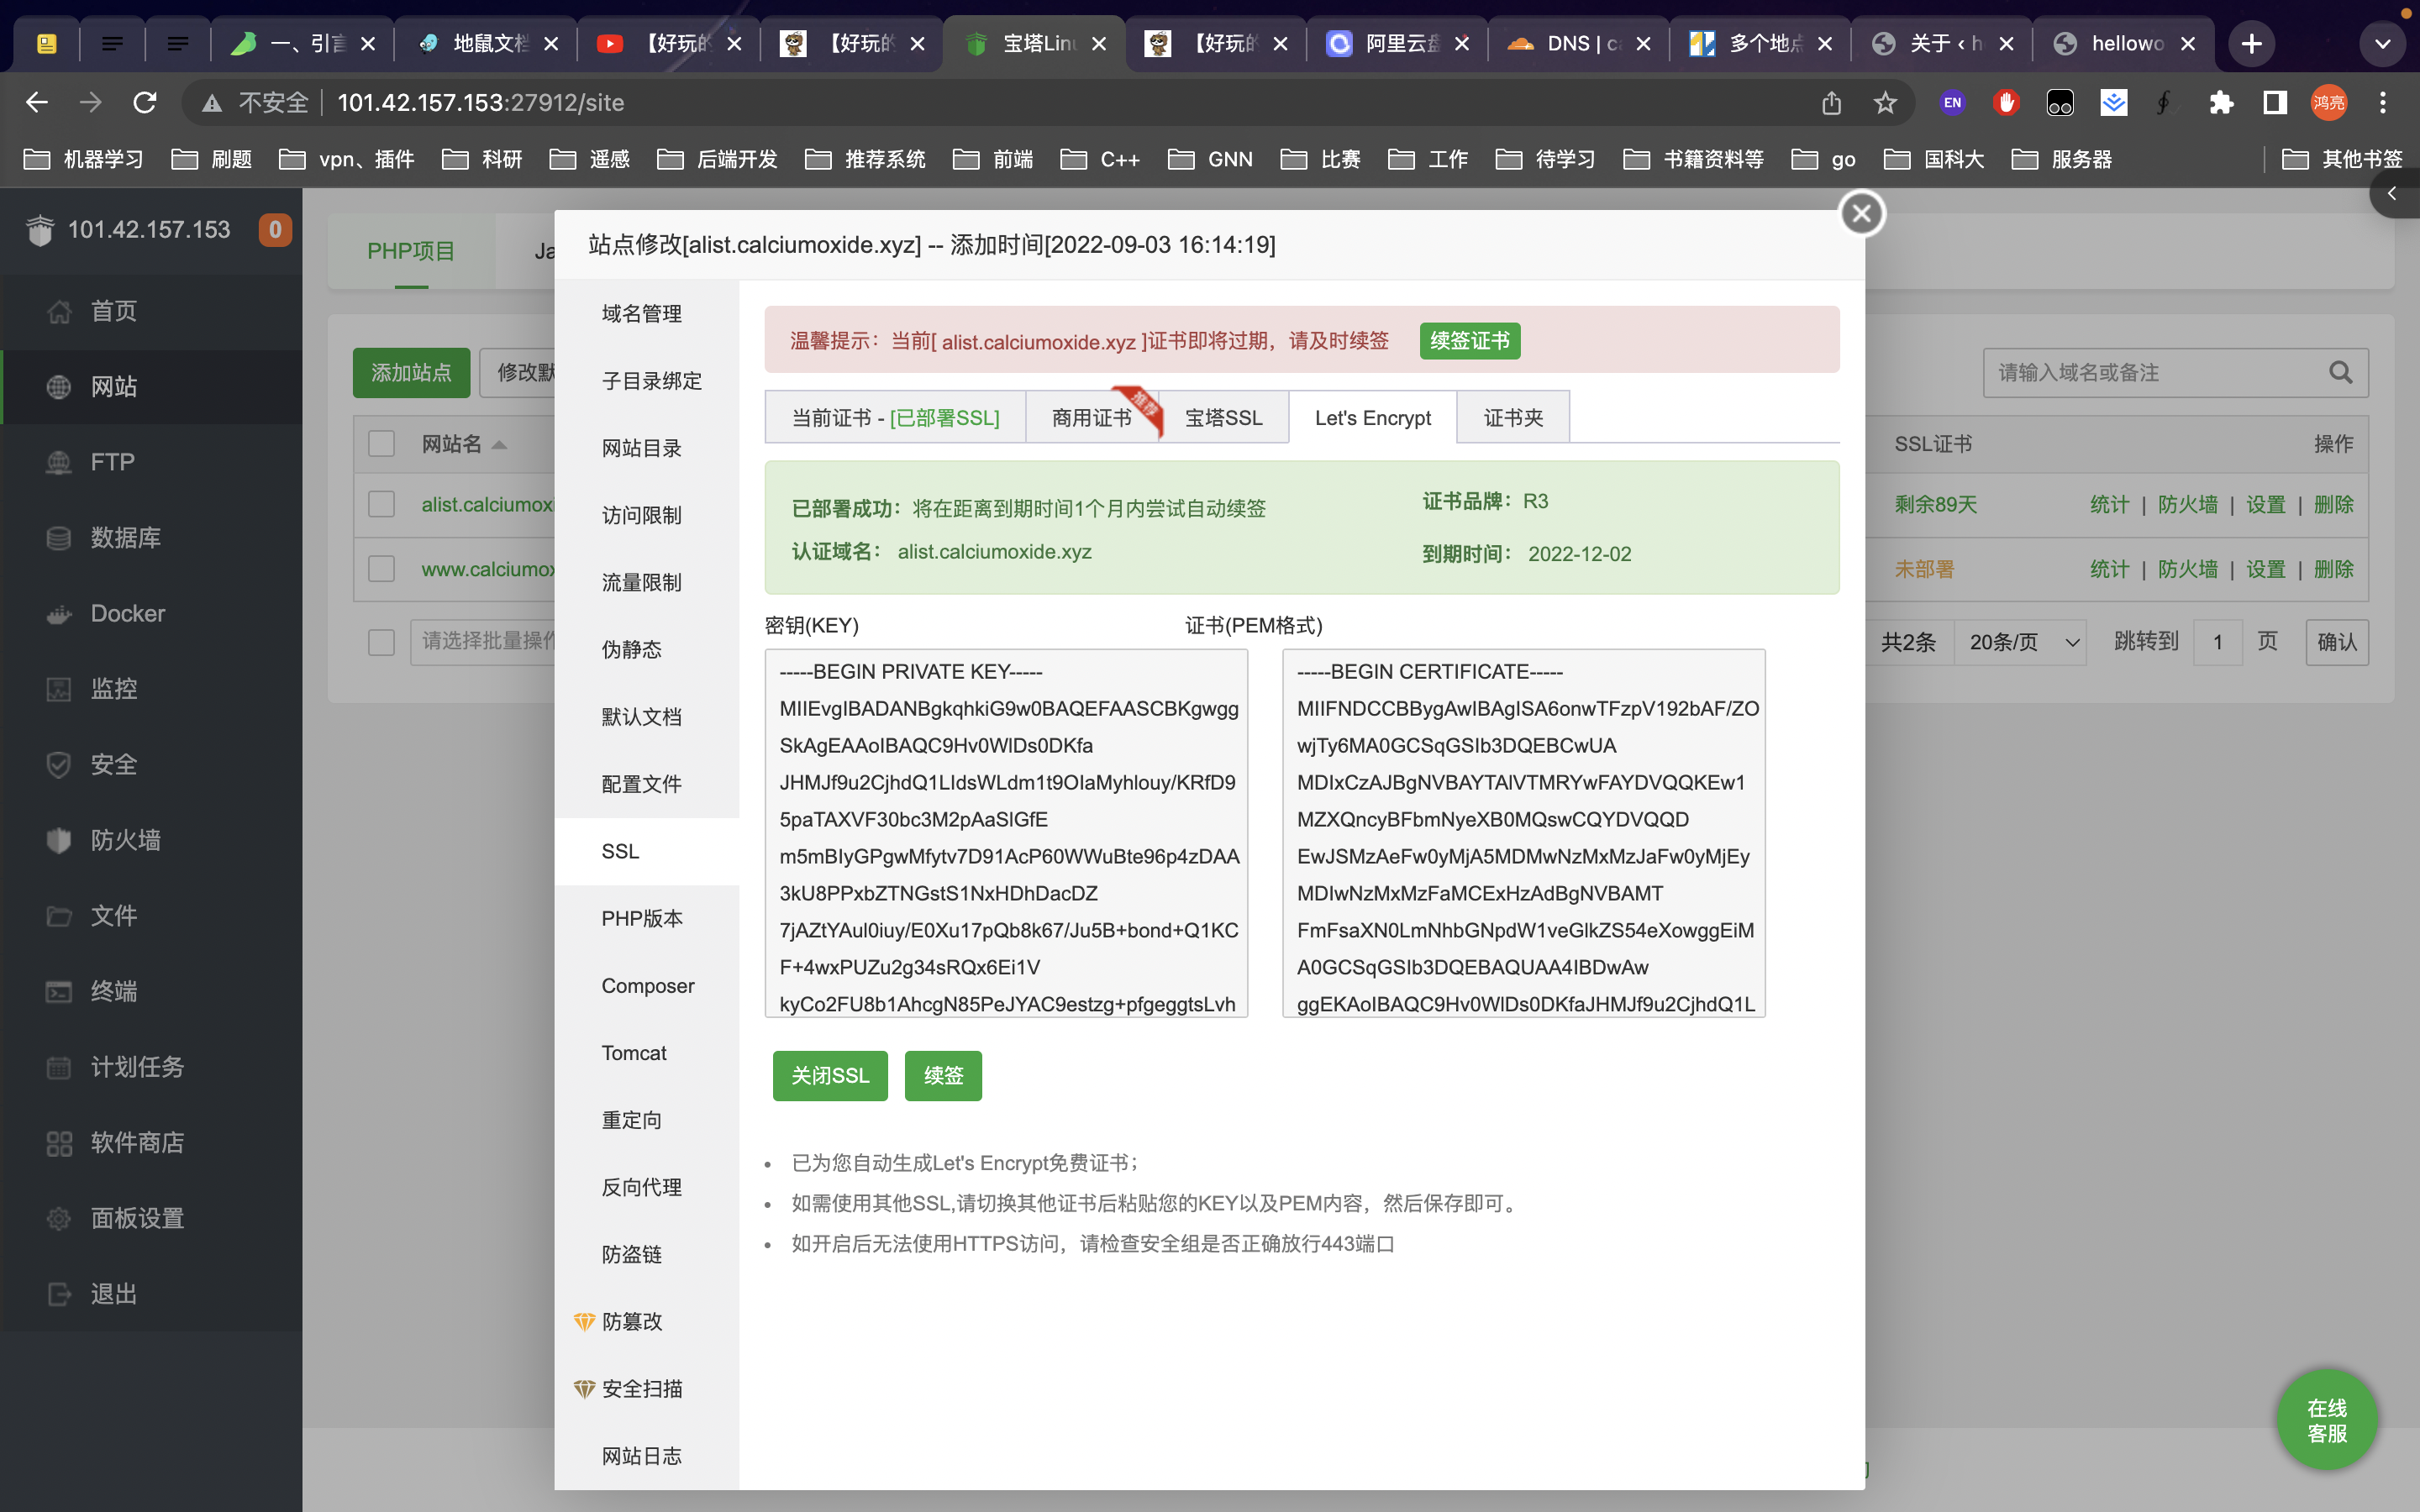 一、引言
地鼠文档
【好玩的
【好玩的
宝塔Linu
【好玩的
阿里云盘
DNS | c
多个地点
关于 ‹ h
hellowo
不安全
101.42.157.153:27912/site
EN
鸿亮
机器学习
刷题
vpn、插件
科研
遥感
后端开发
推荐系统
前端
C++
GNN
比赛
工作
待学习
书籍资料等
go
国科大
服务器
其他书签
101.42.157.153
0
首页
网站
FTP
数据库
Docker
监控
安全
防火墙
文件
终端
计划任务
软件商店
面板设置
退出
PHP项目
Ja
添加站点
修改默
请输入域名或备注
网站名
SSL证书
操作
alist.calciumoxi
剩余89天
统计 | 防火墙 | 设置 | 删除
www.calciumox
未部署
统计 | 防火墙 | 设置 | 删除
请选择批量操作
共2条
20条/页
跳转到
1
页
确认
站点修改[alist.calciumoxide.xyz] -- 添加时间[2022-09-03 16:14:19]
域名管理
子目录绑定
网站目录
访问限制
流量限制
伪静态
默认文档
配置文件
SSL
PHP版本
Composer
Tomcat
重定向
反向代理
防盗链
防篡改
安全扫描
网站日志
温馨提示：当前[ alist.calciumoxide.xyz ]证书即将过期，请及时续签
续签证书
当前证书 - [已部署SSL]
商用证书
推荐
宝塔SSL
Let's Encrypt
证书夹
已部署成功：将在距离到期时间1个月内尝试自动续签
证书品牌：R3
认证域名： alist.calciumoxide.xyz
到期时间： 2022-12-02
密钥(KEY)
-----BEGIN PRIVATE KEY-----
MIIEvgIBADANBgkqhkiG9w0BAQEFAASCBKgwgg
SkAgEAAoIBAQC9Hv0WlDs0DKfa
JHMJf9u2CjhdQ1LIdsWLdm1t9OIaMyhlouy/KRfD9
5paTAXVF30bc3M2pAaSlGfE
m5mBIyGPgwMfytv7D91AcP60WWuBte96p4zDAA
3kU8PPxbZTNGstS1NxHDhDacDZ
7jAZtYAul0iuy/E0Xu17pQb8k67/Ju5B+bond+Q1KC
F+4wxPUZu2g34sRQx6Ei1V
kyCo2FU8b1AhcgN85PeJYAC9estzg+pfgeggtsLvh
证书(PEM格式)
-----BEGIN CERTIFICATE-----
MIIFNDCCBBygAwIBAgISA6onwTFzpV192bAF/ZO
wjTy6MA0GCSqGSIb3DQEBCwUA
MDIxCzAJBgNVBAYTAlVTMRYwFAYDVQQKEw1
MZXQncyBFbmNyeXB0MQswCQYDVQQD
EwJSMzAeFw0yMjA5MDMwNzMxMzJaFw0yMjEy
MDIwNzMxMzFaMCExHzAdBgNVBAMT
FmFsaXN0LmNhbGNpdW1veGlkZS54eXowggEiM
A0GCSqGSIb3DQEBAQUAA4IBDwAw
ggEKAoIBAQC9Hv0WlDs0DKfaJHMJf9u2CjhdQ1L
关闭SSL
续签
已为您自动生成Let's Encrypt免费证书；
如需使用其他SSL,请切换其他证书后粘贴您的KEY以及PEM内容，然后保存即可。
如开启后无法使用HTTPS访问，请检查安全组是否正确放行443端口
在线
客服